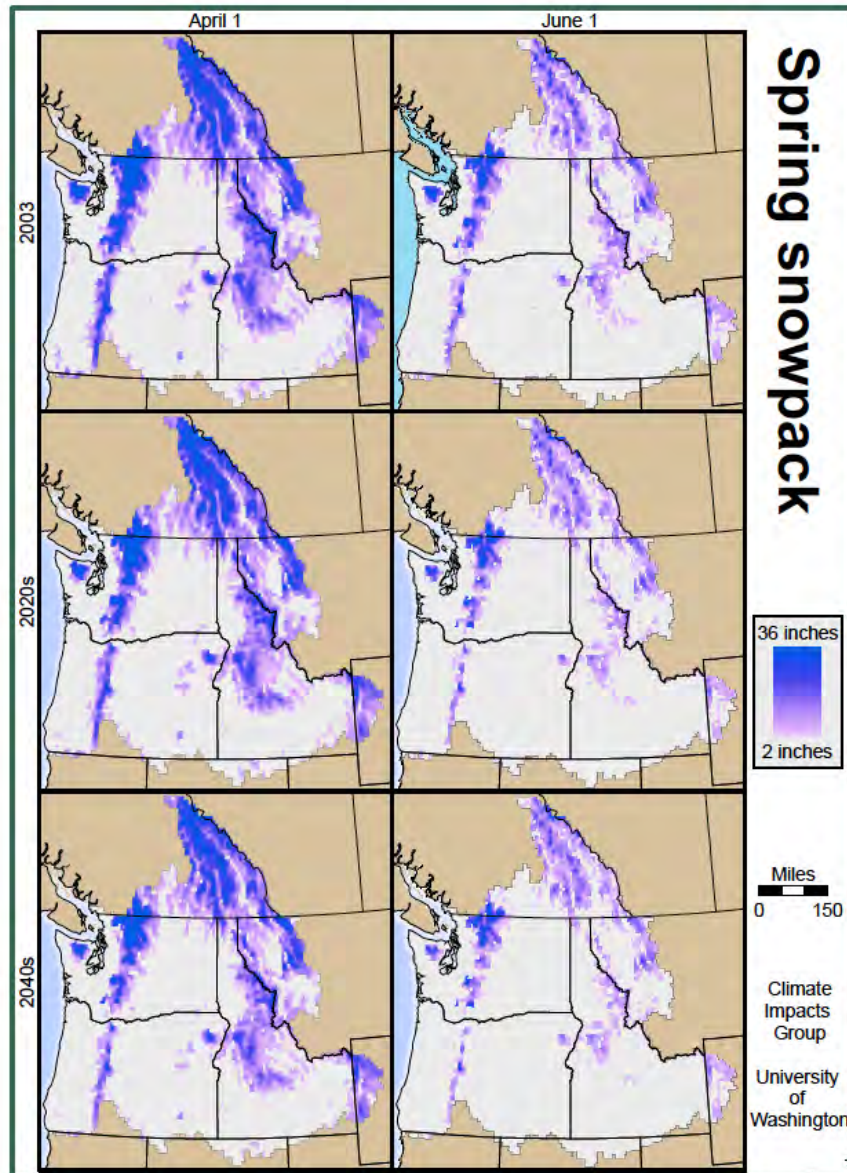 April 1
June 1
Spring snowpack
2003
2020s
2040s
36 inches
2 inches
Miles
0 150
Climate
Impacts
Group
University
of
Washington